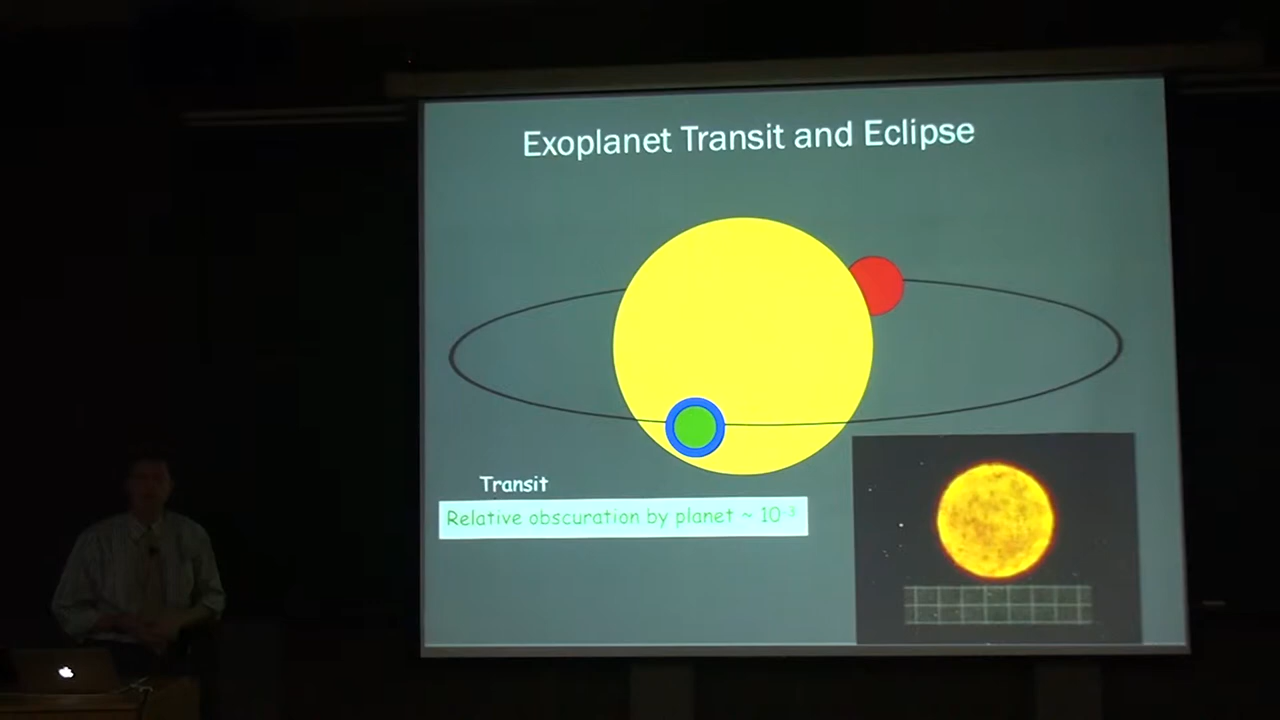 Exoplanet Transit and Eclipse
Transit
Relative obscuration by planet ~ 10⁻³